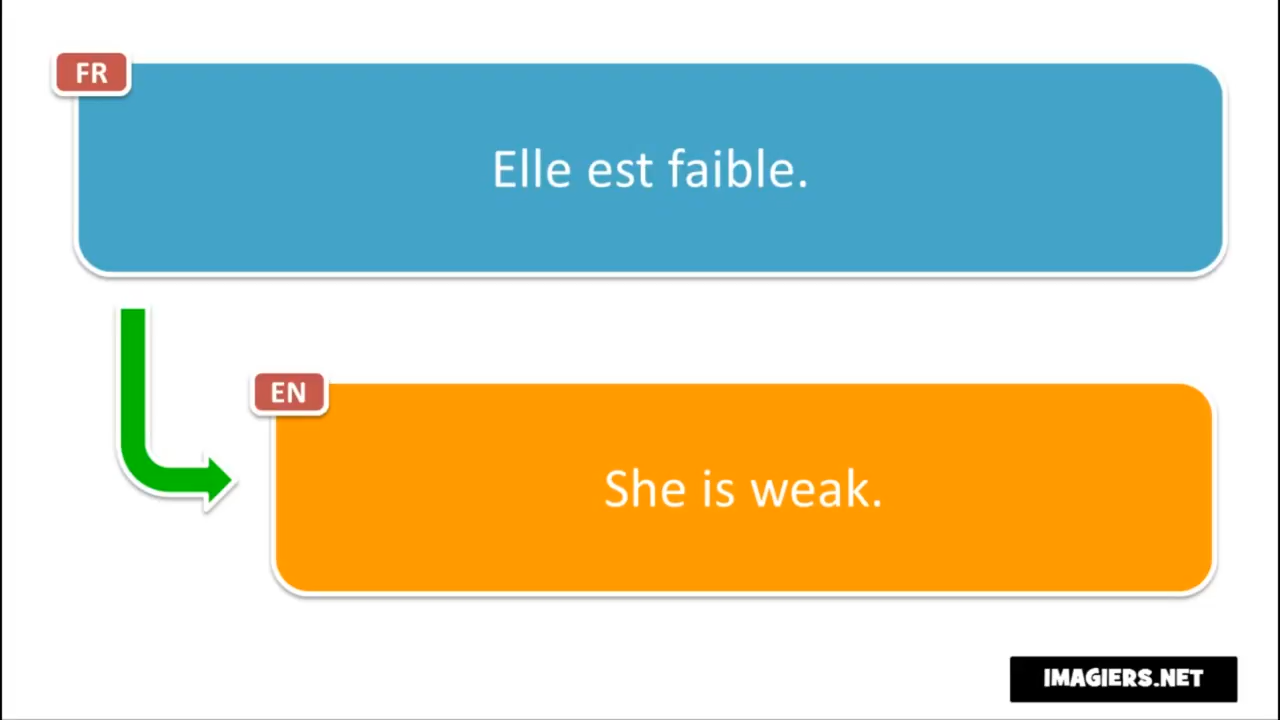 FR
Elle est faible.
EN
She is weak.
IMAGIERS.NET